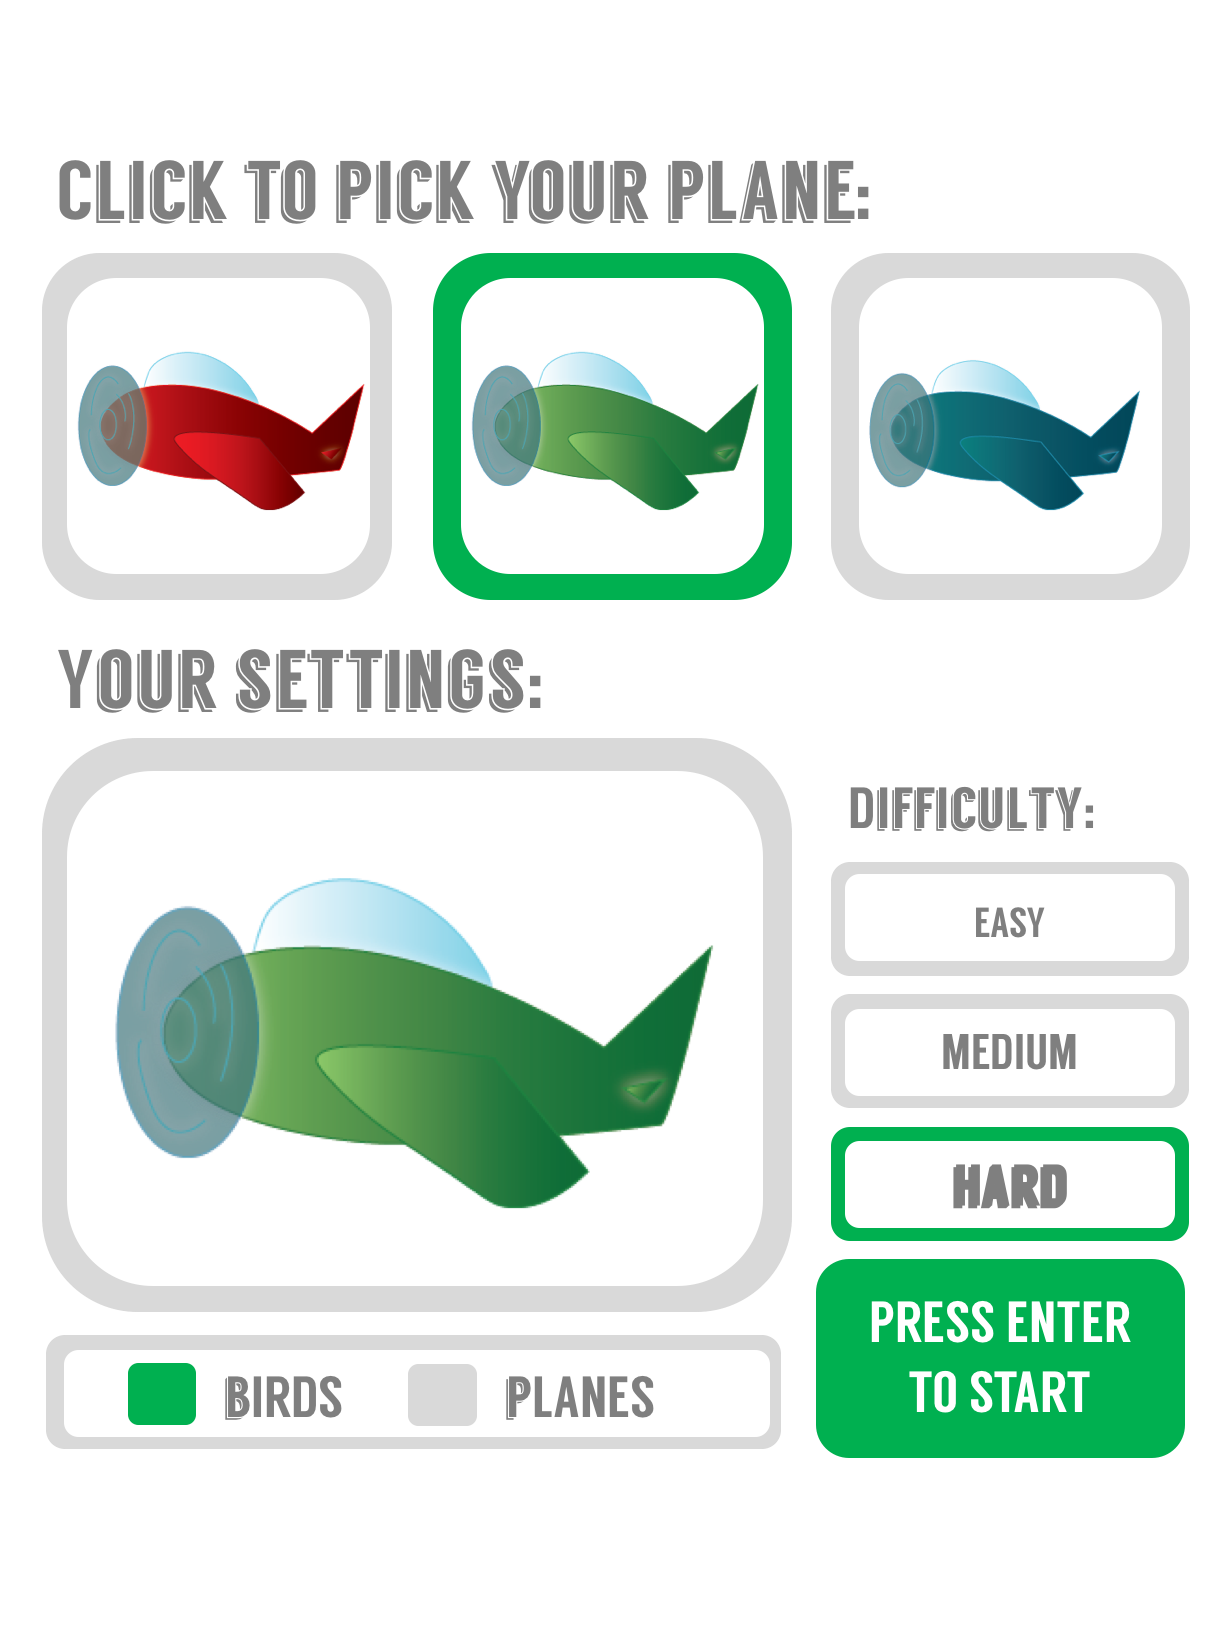 CLICK TO PICK YOUR PLANE:
YOUR SETTINGS:
DIFFICULTY:
EASY
MEDIUM
HARD
PRESS ENTER
TO START
BIRDS
PLANES